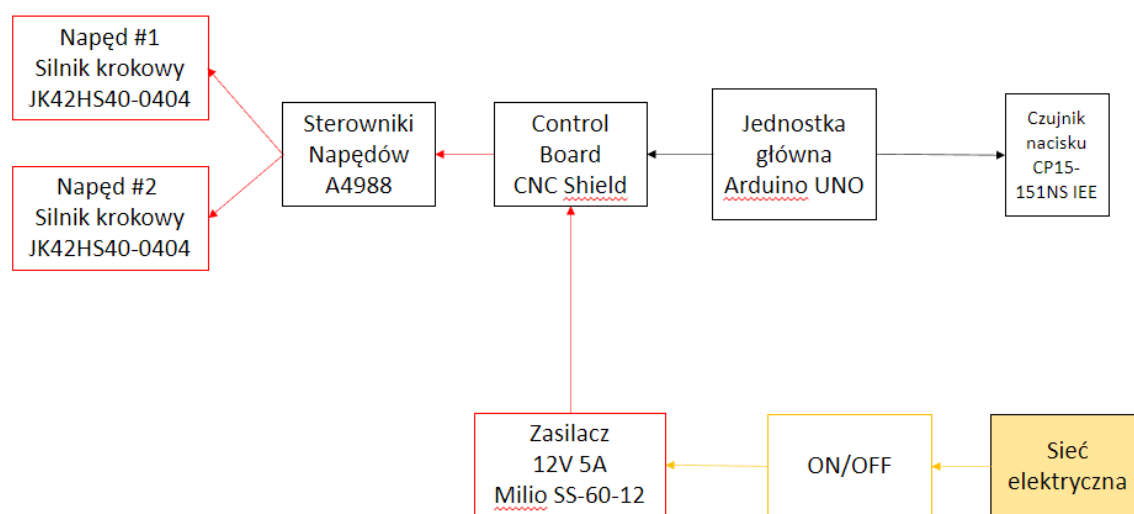 Napęd #1
Silnik krokowy
JK42HS40-0404
Sterowniki
Napędów
A4988
Control
Board
CNC Shield
Jednostka
główna
Arduino UNO
Czujnik
nacisku
CP15-
151NS IEE
Napęd #2
Silnik krokowy
JK42HS40-0404
Zasilacz
12V 5A
Milio SS-60-12
ON/OFF
Sieć
elektryczna